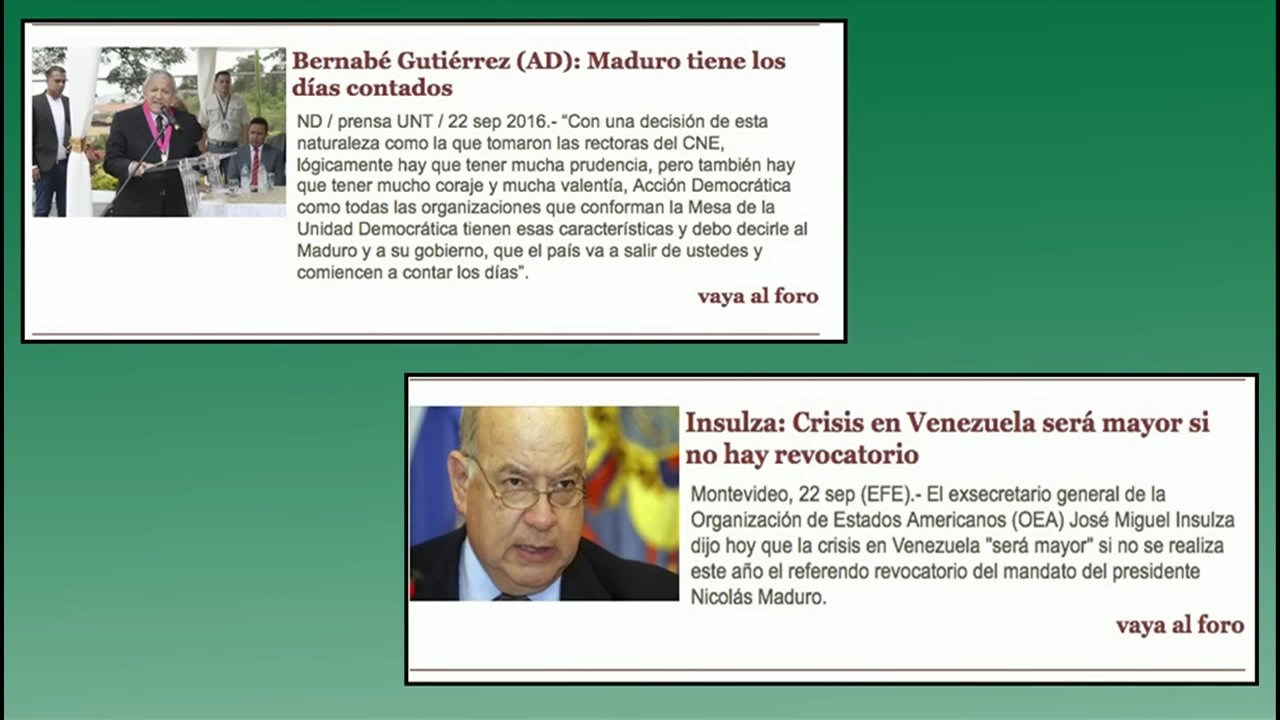 Bernabé Gutiérrez (AD): Maduro tiene los
días contados
ND / prensa UNT / 22 sep 2016.- “Con una decisión de esta
naturaleza como la que tomaron las rectoras del CNE,
lógicamente hay que tener mucha prudencia, pero también hay
que tener mucho coraje y mucha valentía, Acción Democrática
como todas las organizaciones que conforman la Mesa de la
Unidad Democrática tienen esas características y debo decirle al
Maduro y a su gobierno, que el país va a salir de ustedes y
comiencen a contar los días”.
vaya al foro
Insulza: Crisis en Venezuela será mayor si
no hay revocatorio
Montevideo, 22 sep (EFE).- El exsecretario general de la
Organización de Estados Americanos (OEA) José Miguel Insulza
dijo hoy que la crisis en Venezuela "será mayor" si no se realiza
este año el referendo revocatorio del mandato del presidente
Nicolás Maduro.
vaya al foro